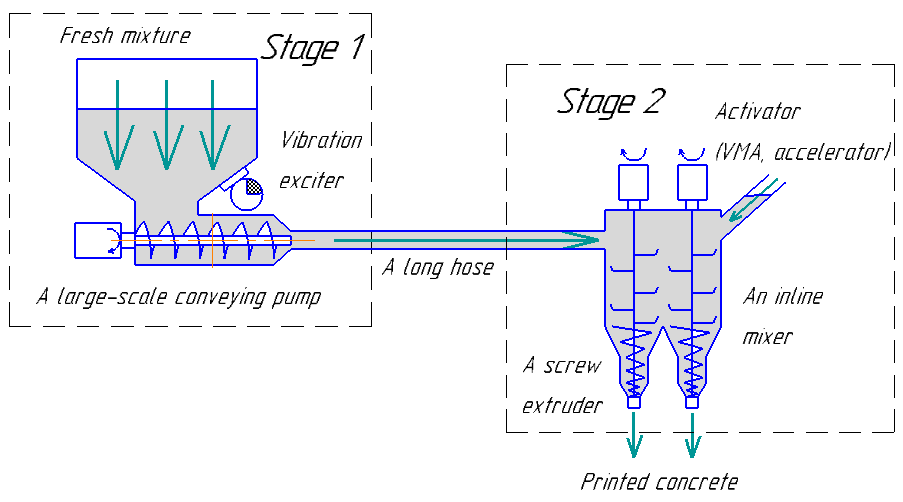 Fresh mixture
Stage 1
Vibration
exciter
A large-scale conveying pump
A long hose
Stage 2
Activator
(VMA, accelerator)
An inline
mixer
A screw
extruder
Printed concrete